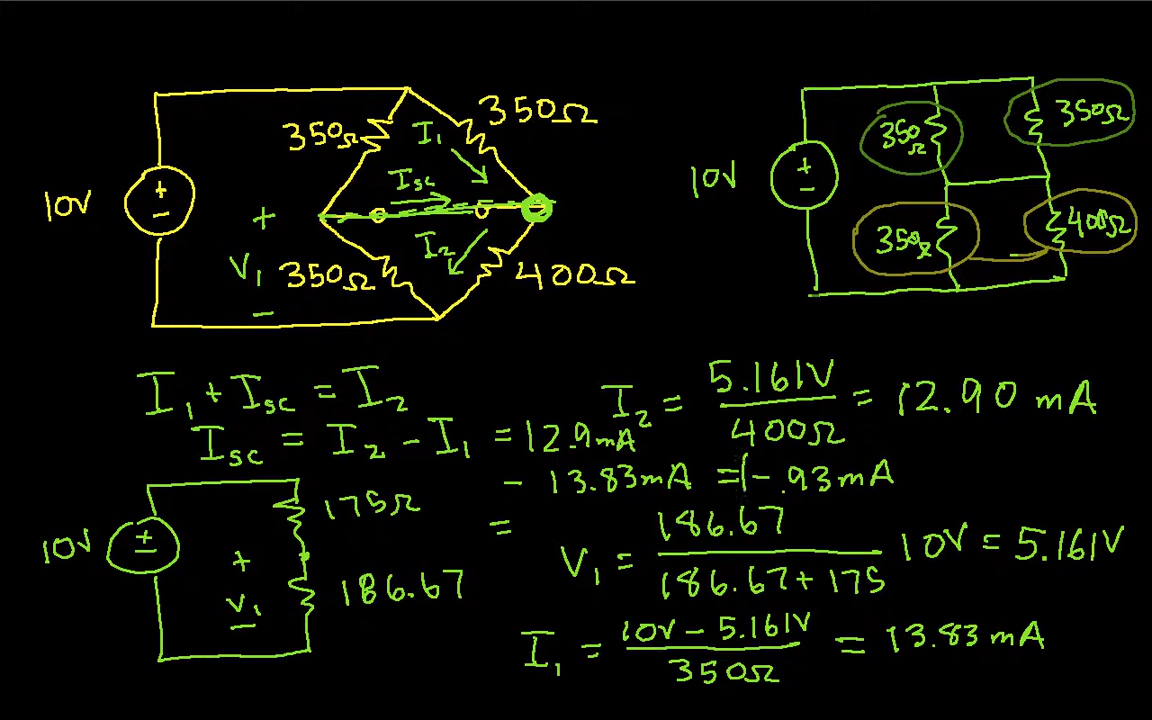 350Ω
350Ω
10V
+
-
I₁
Isc
+
V₁
-
I₂
350Ω
400Ω
10V
+
-
350Ω
350Ω
350Ω
400Ω
I₁ + Isc = I₂
I₂ = 5.161V / 400Ω = 12.90 mA
Isc = I₂ - I₁ = 12.9mA
- 13.83mA = (-.93mA
=
10V
+
-
175Ω
+
V₁
-
186.67
V₁ = 186.67 / 186.67 + 175 10V = 5.161V
I₁ = 10V - 5.161V / 350Ω = 13.83 mA